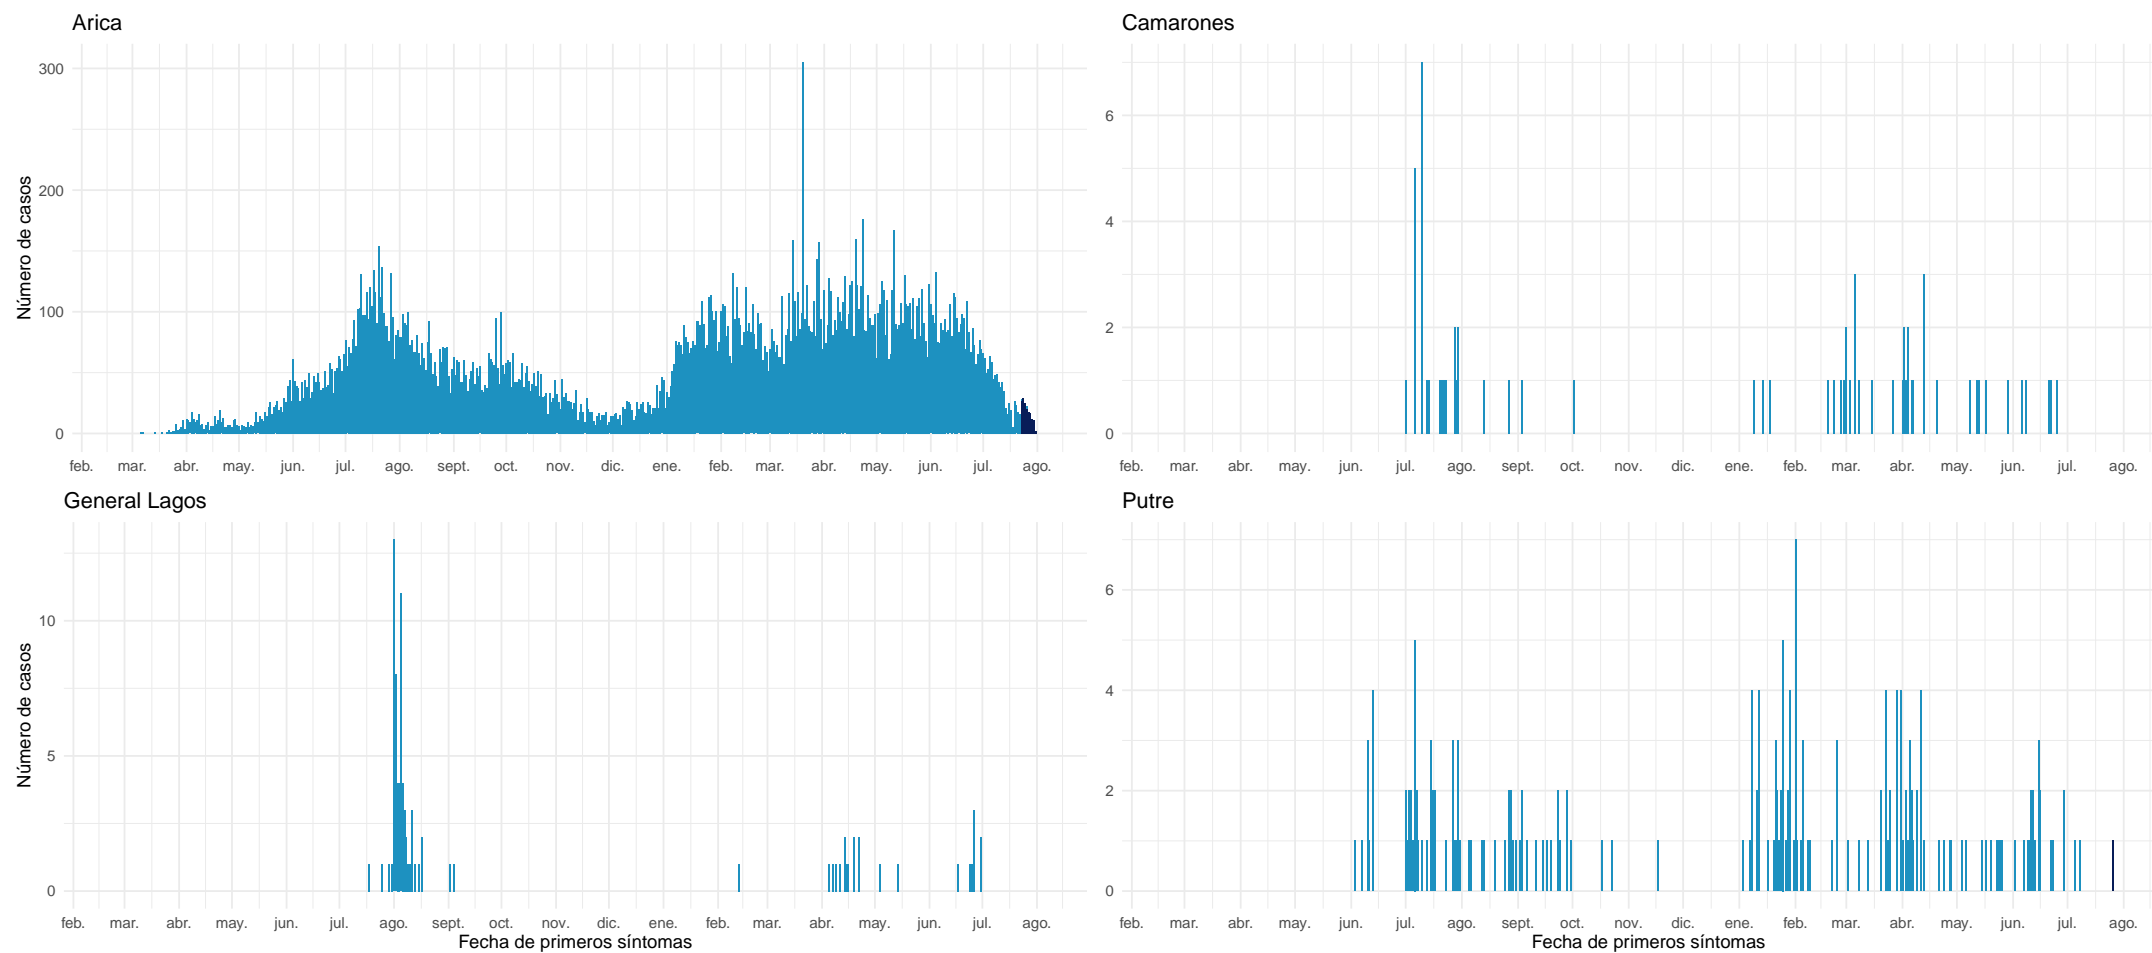 Arica
Camarones
Número de casos
300
200
100
0
6
4
2
0
feb. mar. abr. may. jun. jul. ago. sept. oct. nov. dic. ene. feb. mar. abr. may. jun. jul. ago.
feb. mar. abr. may. jun. jul. ago. sept. oct. nov. dic. ene. feb. mar. abr. may. jun. jul. ago.
General Lagos
Putre
Número de casos
10
5
0
6
4
2
0
feb. mar. abr. may. jun. jul. ago. sept. oct. nov. dic. ene. feb. mar. abr. may. jun. jul. ago.
feb. mar. abr. may. jun. jul. ago. sept. oct. nov. dic. ene. feb. mar. abr. may. jun. jul. ago.
Fecha de primeros síntomas
Fecha de primeros síntomas